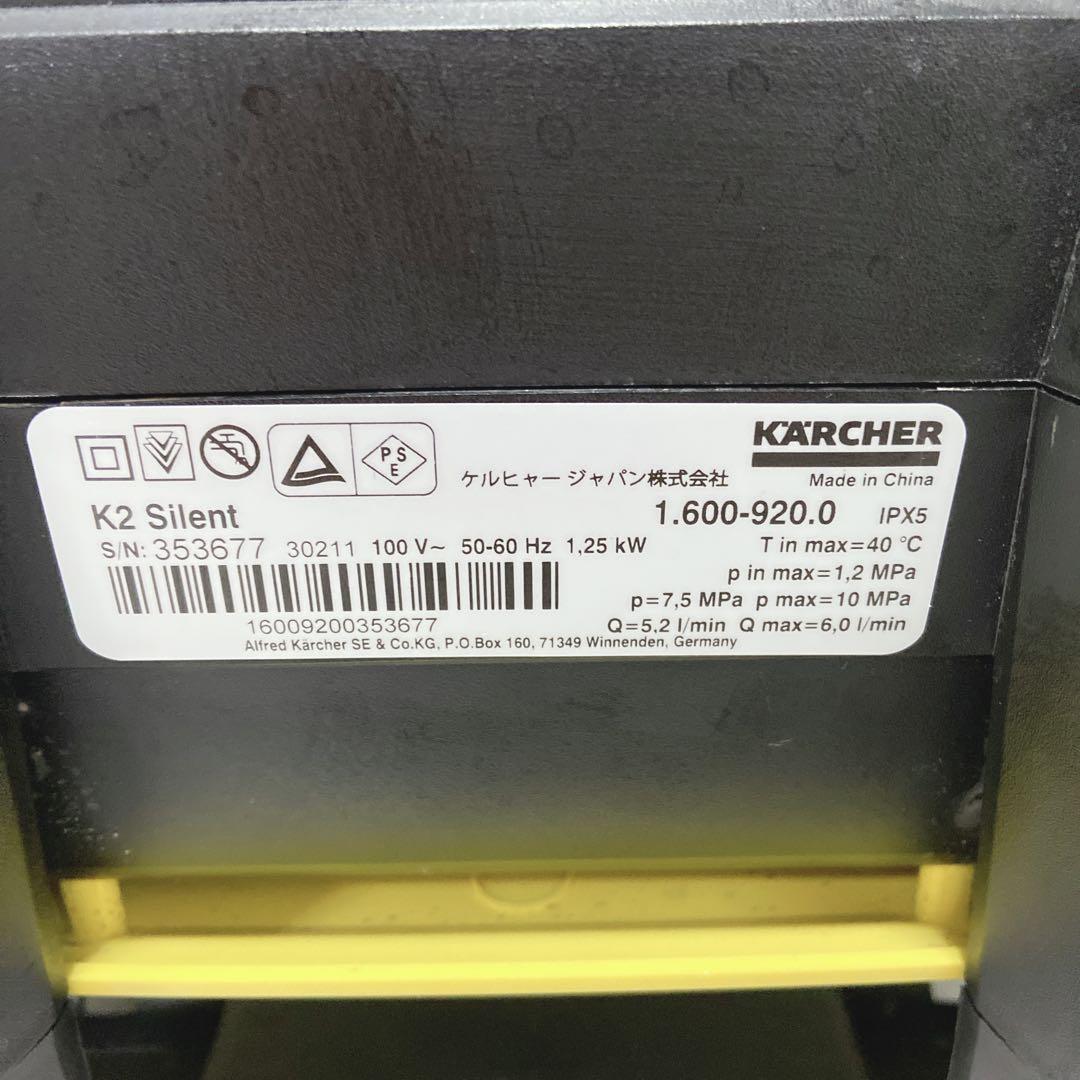 PSE
KÄRCHER
ケルヒャー ジャパン株式会社
Made in China
K2 Silent
1.600-920.0 IPX5
S/N: 353677 30211 100 V~ 50-60 Hz 1,25 kW
T in max=40 °C
p in max=1,2 MPa
p=7,5 MPa p max=10 MPa
16009200353677
Q=5,2 l/min Q max=6,0 l/min
Alfred Kärcher SE & Co.KG, P.O.Box 160, 71349 Winnenden, Germany